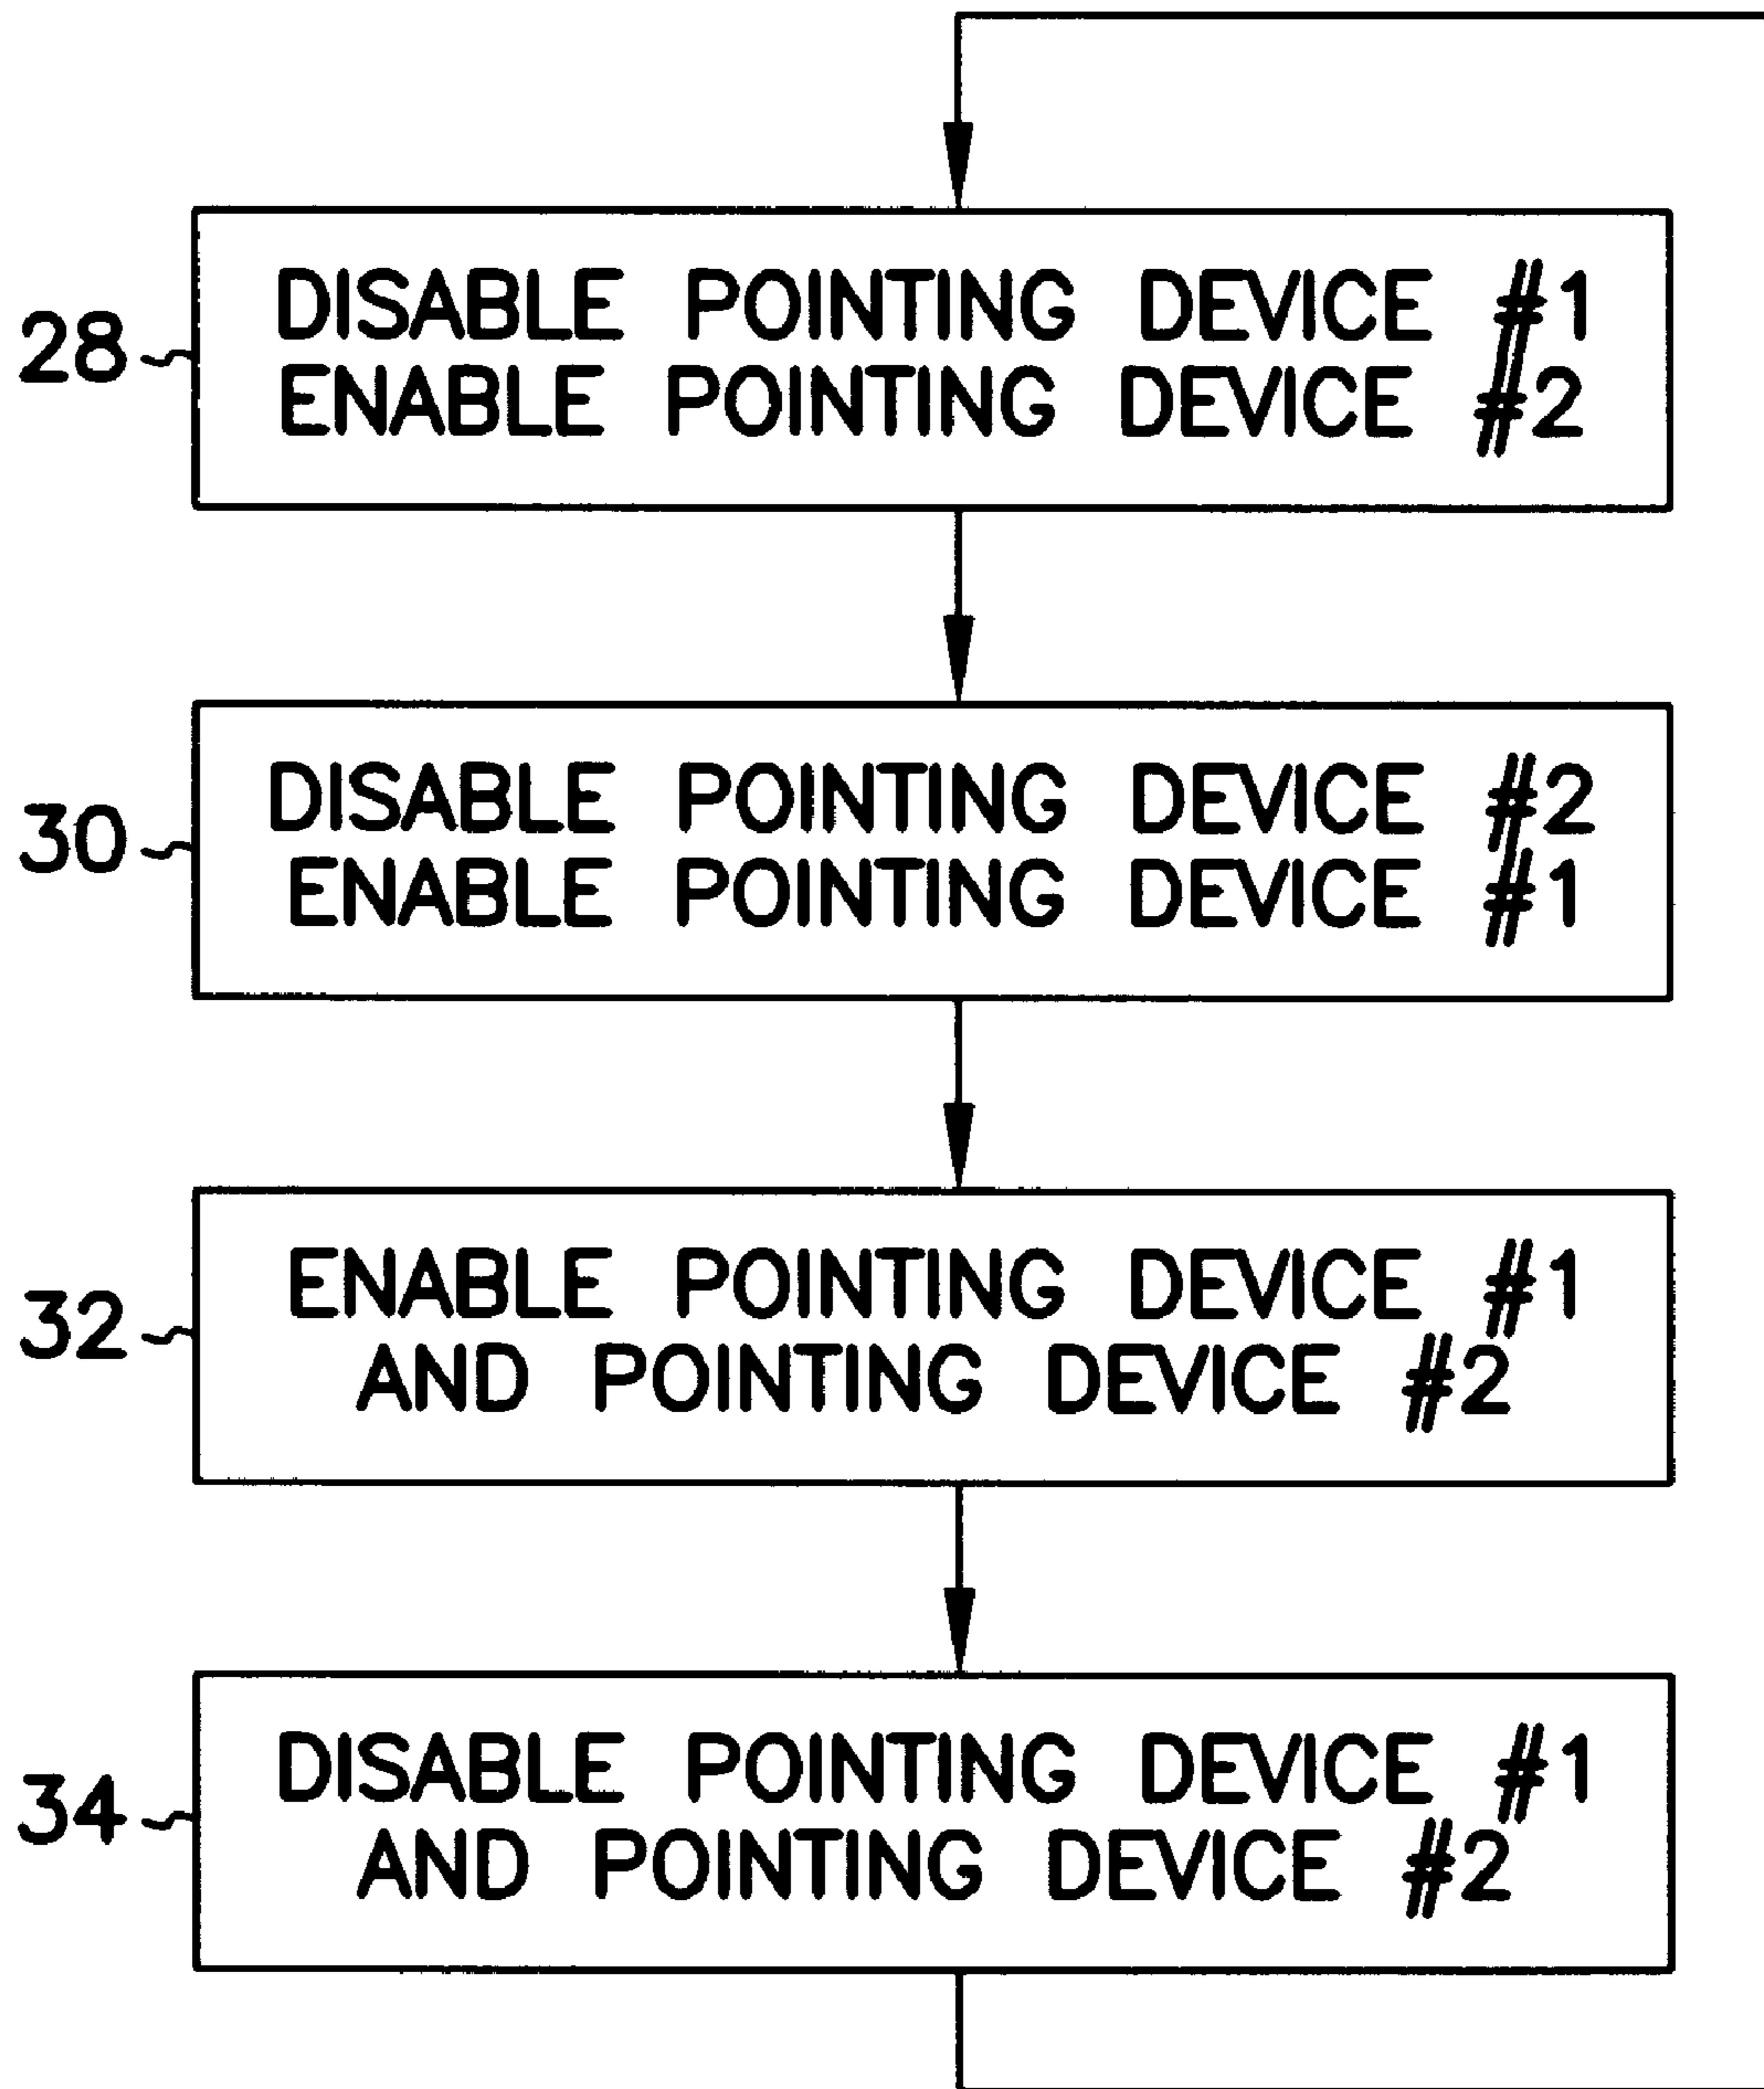 28
DISABLE POINTING DEVICE #1
ENABLE POINTING DEVICE #2
30
DISABLE POINTING DEVICE #2
ENABLE POINTING DEVICE #1
32
ENABLE POINTING DEVICE #1
AND POINTING DEVICE #2
34
DISABLE POINTING DEVICE #1
AND POINTING DEVICE #2